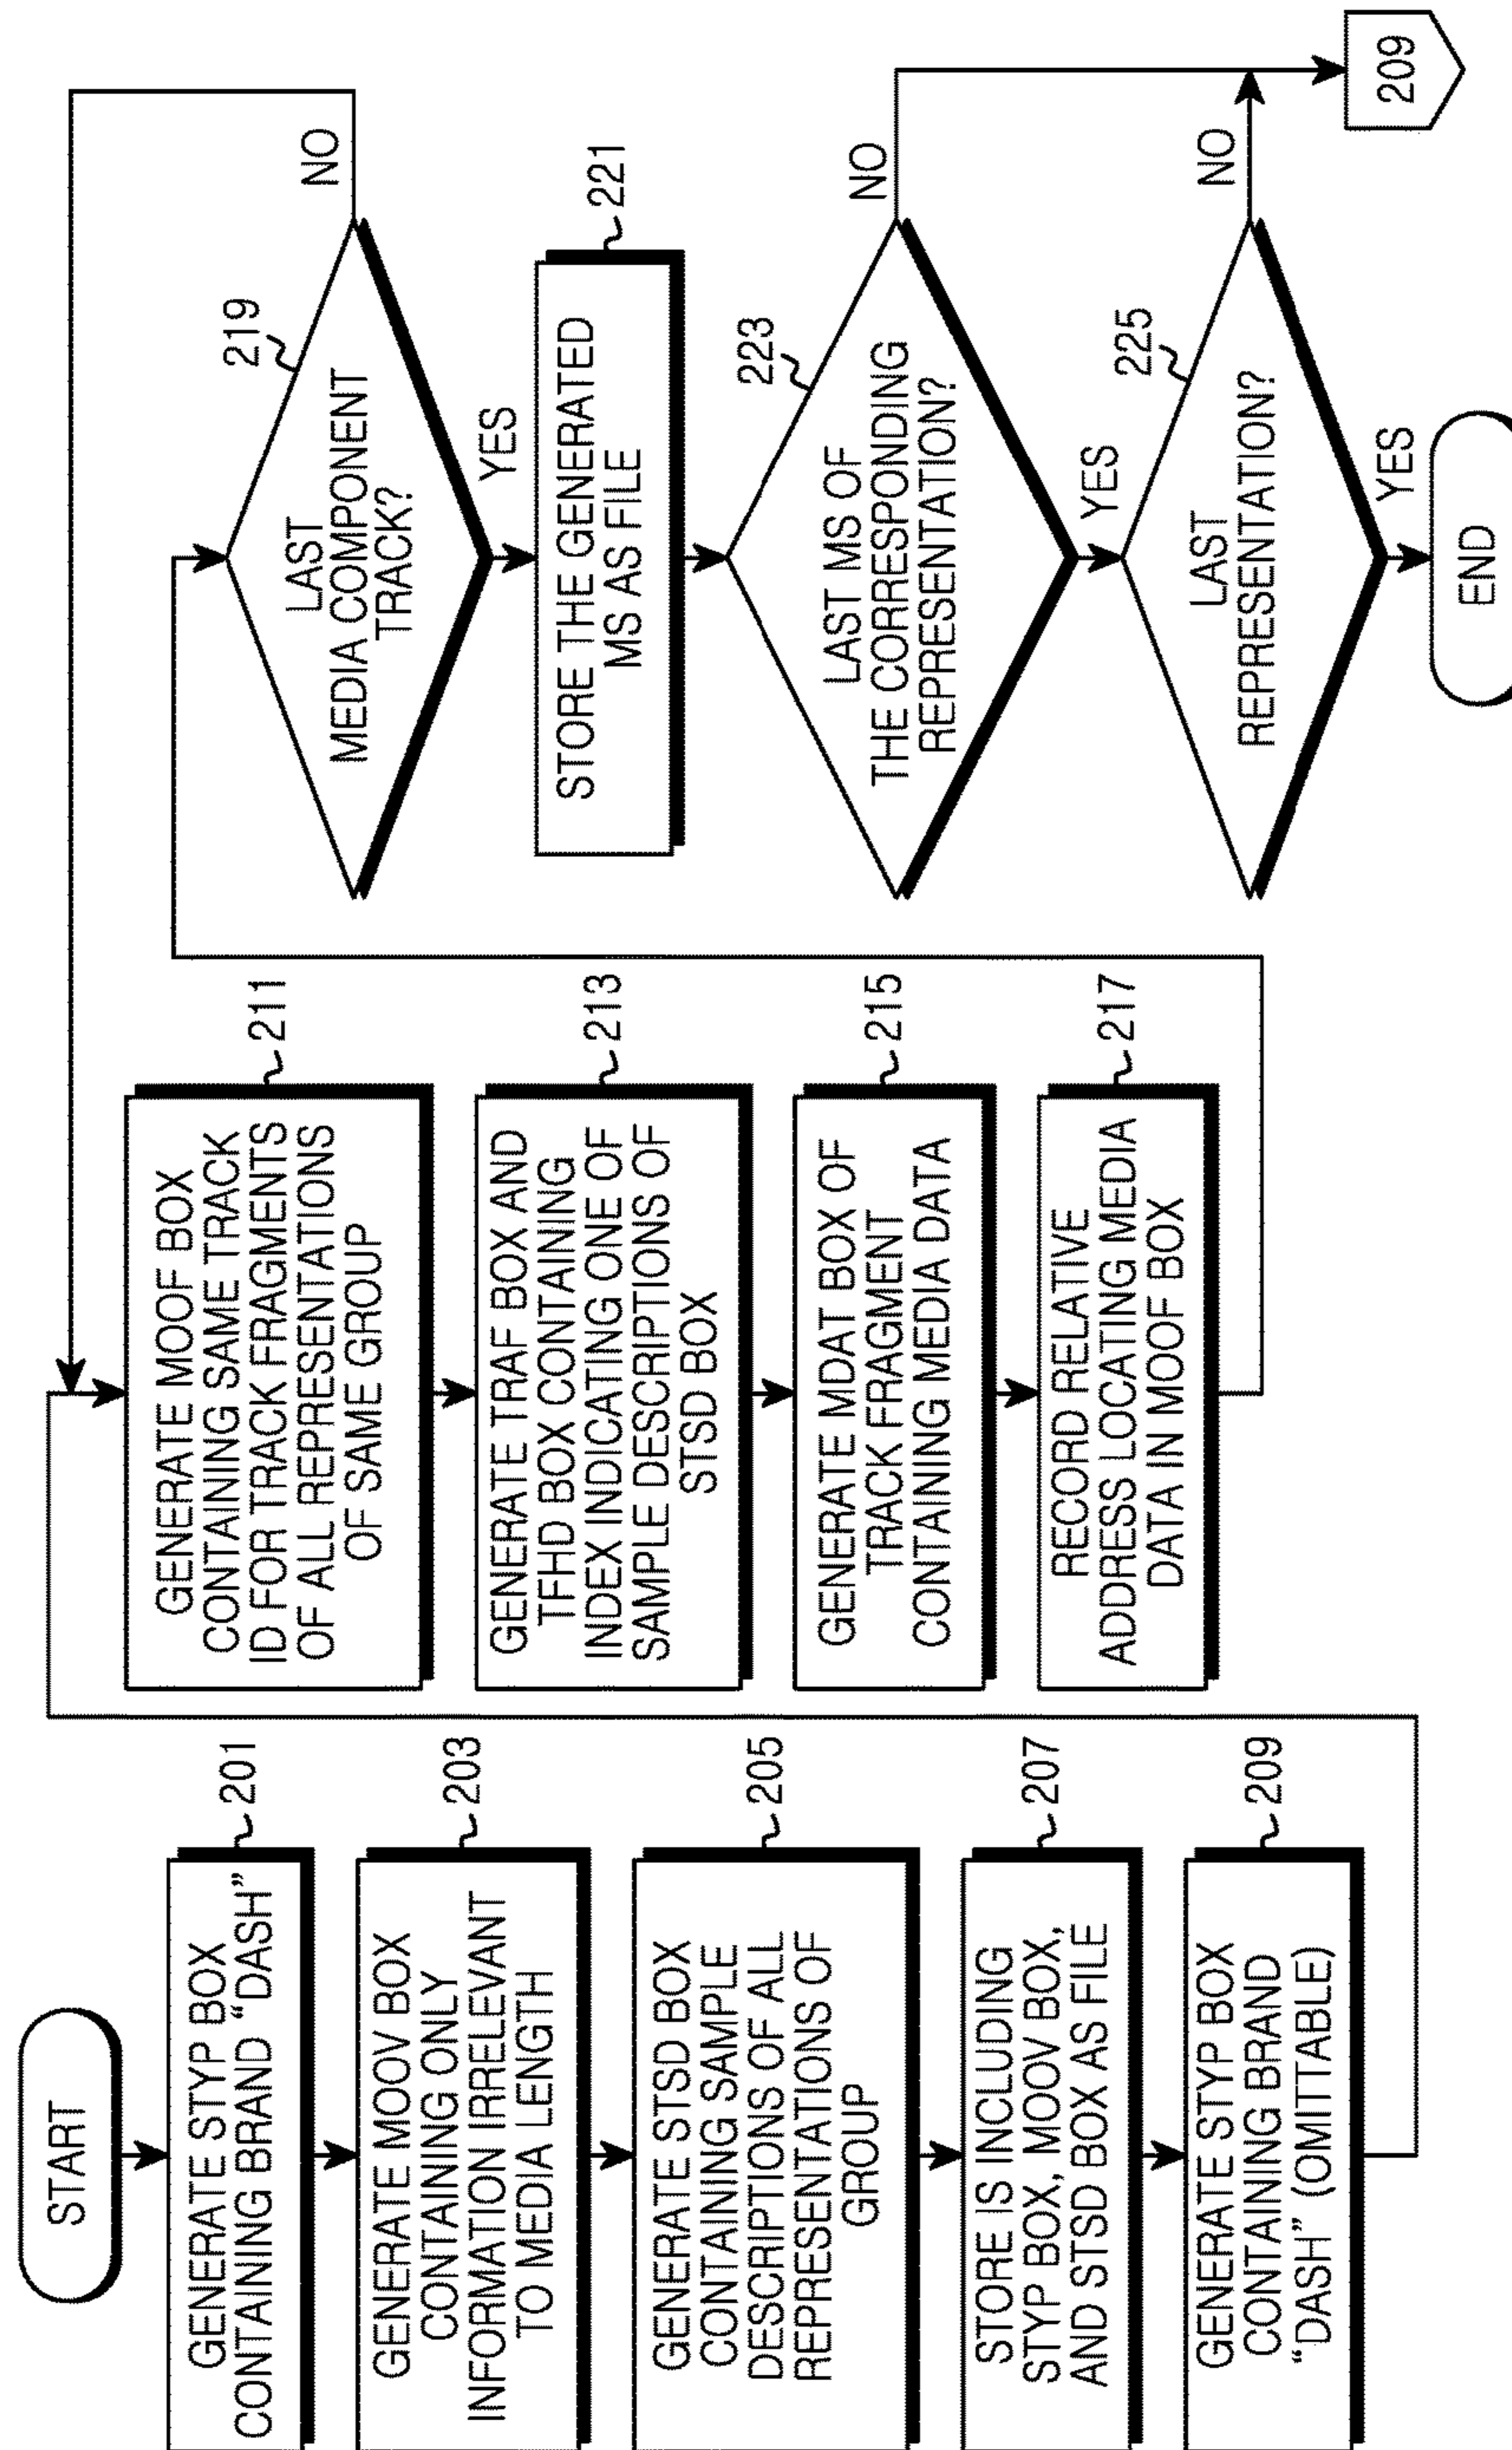 START
GENERATE STYP BOX
CONTAINING BRAND “DASH”
201
GENERATE MOOV BOX
CONTAINING ONLY
INFORMATION IRRELEVANT
TO MEDIA LENGTH
203
GENERATE STSD BOX
CONTAINING SAMPLE
DESCRIPTIONS OF ALL
REPRESENTATIONS OF
GROUP
205
STORE IS INCLUDING
STYP BOX, MOOV BOX,
AND STSD BOX AS FILE
207
GENERATE STYP BOX
CONTAINING BRAND
“DASH” (OMITTABLE)
209
GENERATE MOOF BOX
CONTAINING SAME TRACK
ID FOR TRACK FRAGMENTS
OF ALL REPRESENTATIONS
OF SAME GROUP
211
GENERATE TRAF BOX AND
TFHD BOX CONTAINING
INDEX INDICATING ONE OF
SAMPLE DESCRIPTIONS OF
STSD BOX
213
GENERATE MDAT BOX OF
TRACK FRAGMENT
CONTAINING MEDIA DATA
215
RECORD RELATIVE
ADDRESS LOCATING MEDIA
DATA IN MOOF BOX
217
LAST
MEDIA COMPONENT
TRACK?
219
NO
YES
STORE THE GENERATED
MS AS FILE
221
LAST MS OF
THE CORRESPONDING
REPRESENTATION?
223
NO
YES
LAST
REPRESENTATION?
225
NO
YES
END
209